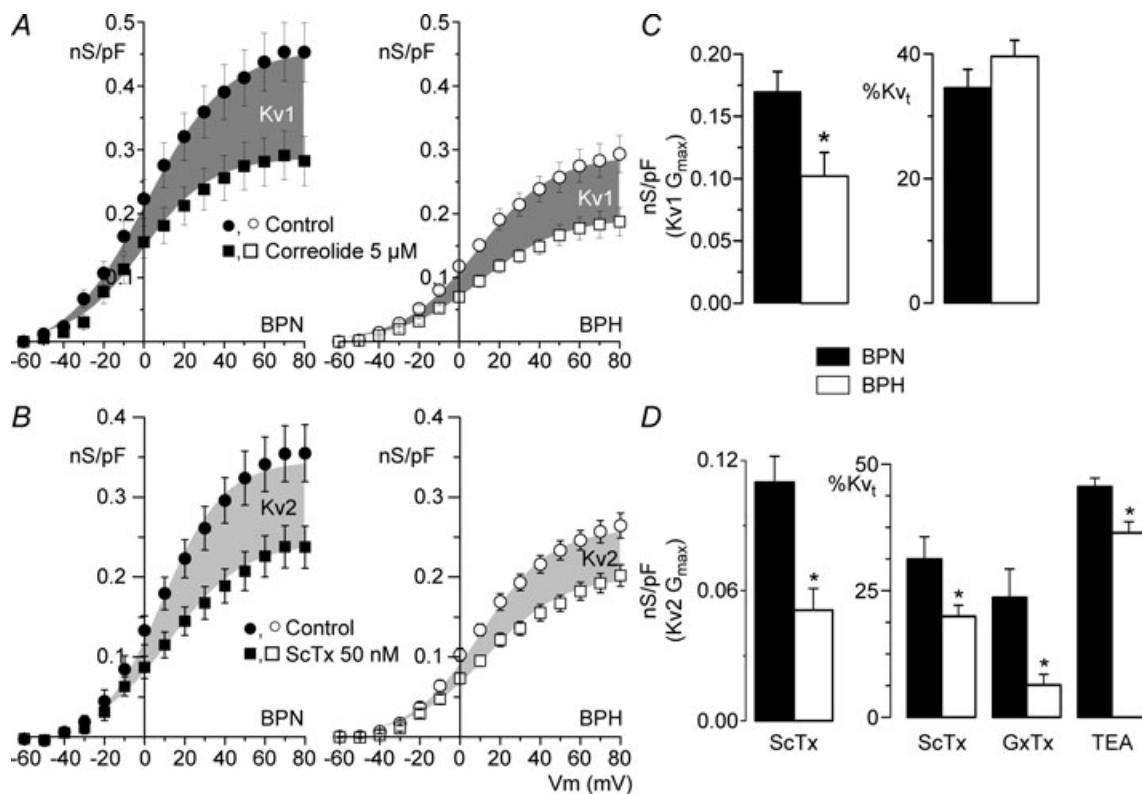 A
nS/pF
0.5
0.4
0.3
0.2
0.1
Kv1
●, ○ Control
■, □ Correolide 5 µM
BPN
-60 -40 -20 0 20 40 60 80
nS/pF
0.5
0.4
0.3
0.2
0.1
Kv1
BPH
-60 -40 -20 0 20 40 60 80
B
nS/pF
0.4
0.3
0.2
0.1
Kv2
●, ○ Control
■,□ ScTx 50 nM
BPN
-60 -40 -20 0 20 40 60 80
nS/pF
0.4
0.3
0.2
0.1
Kv2
BPH
-60 -40 -20 0 20 40 60 80
Vm (mV)
C
nS/pF
(Kv1 Gmax)
0.20
0.15
0.10
0.05
0.00
*
%Kvt
40
20
0
BPN
BPH
D
nS/pF
(Kv2 Gmax)
0.12
0.06
0.00
*
ScTx
%Kvt
50
25
0
* * *
ScTx GxTx TEA